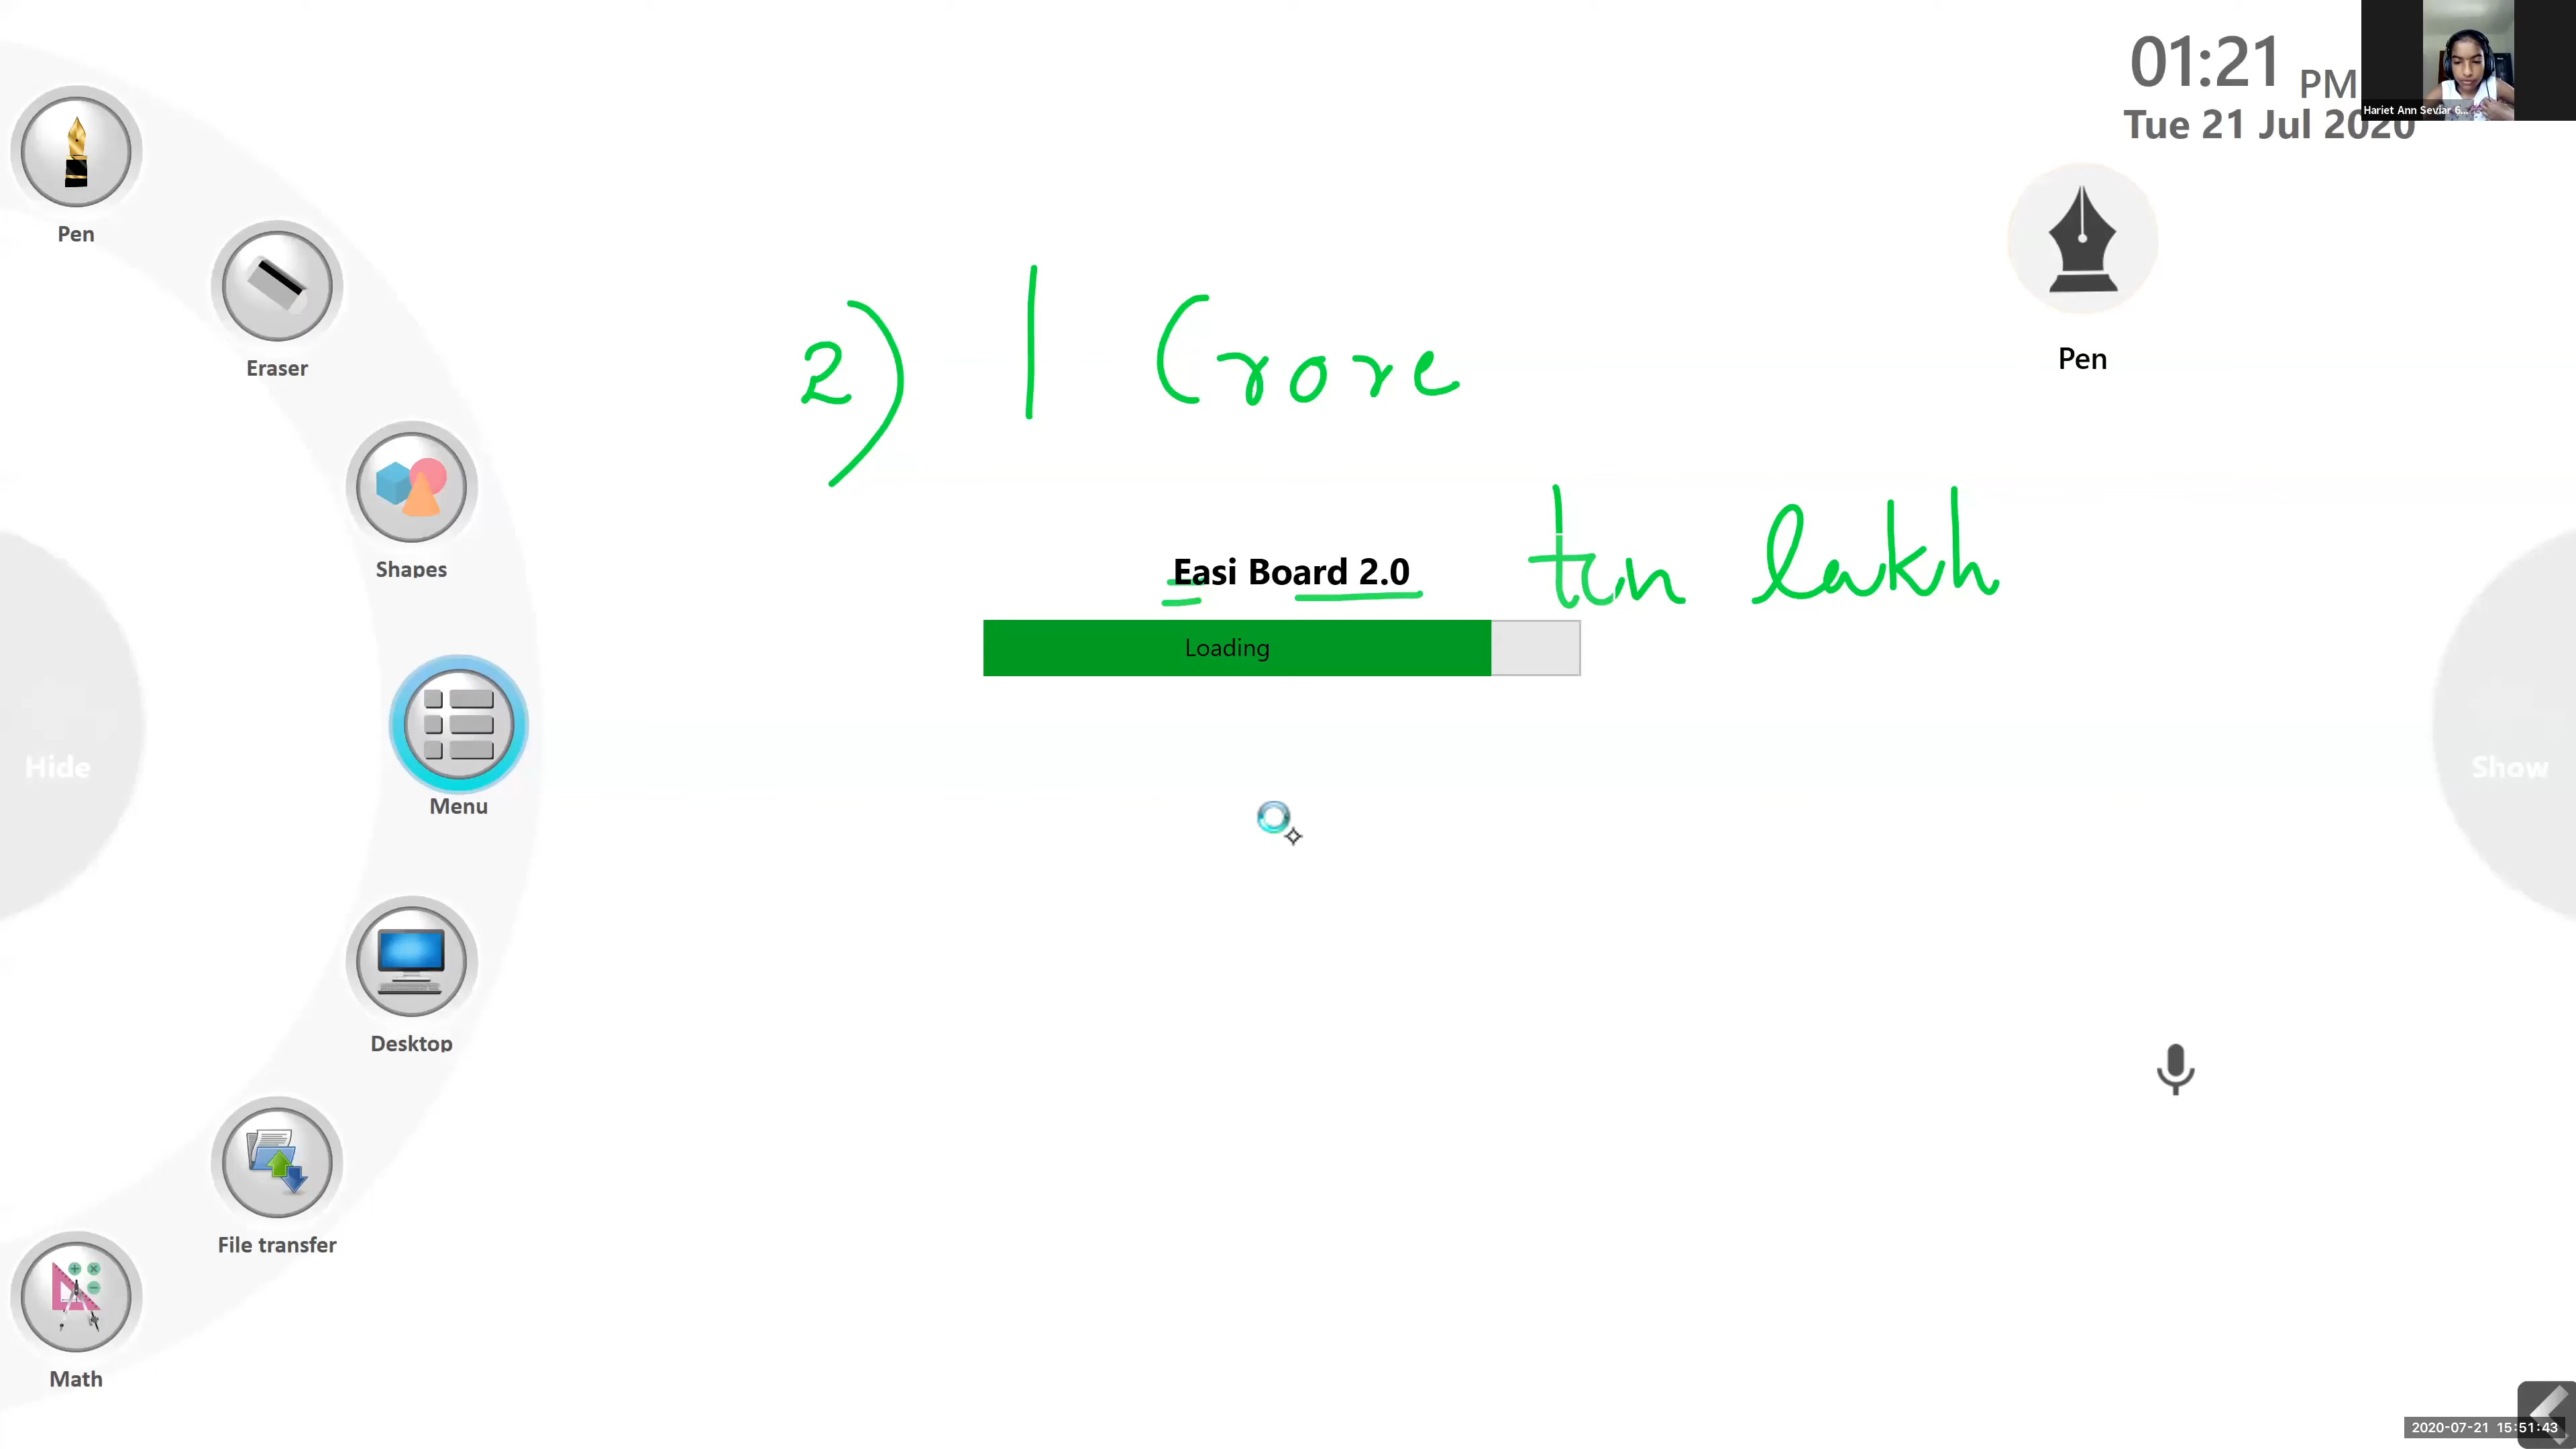 01:21 PM
Tue 21 Jul 2020
Hariet Ann Seviar 6...
Pen
Eraser
Pen
2) 1 Crore
Shapes
= ten lakh
Easi Board 2.0
Loading
Hide
Show
Menu
Desktop
File transfer
Math
2020-07-21 15:51:43